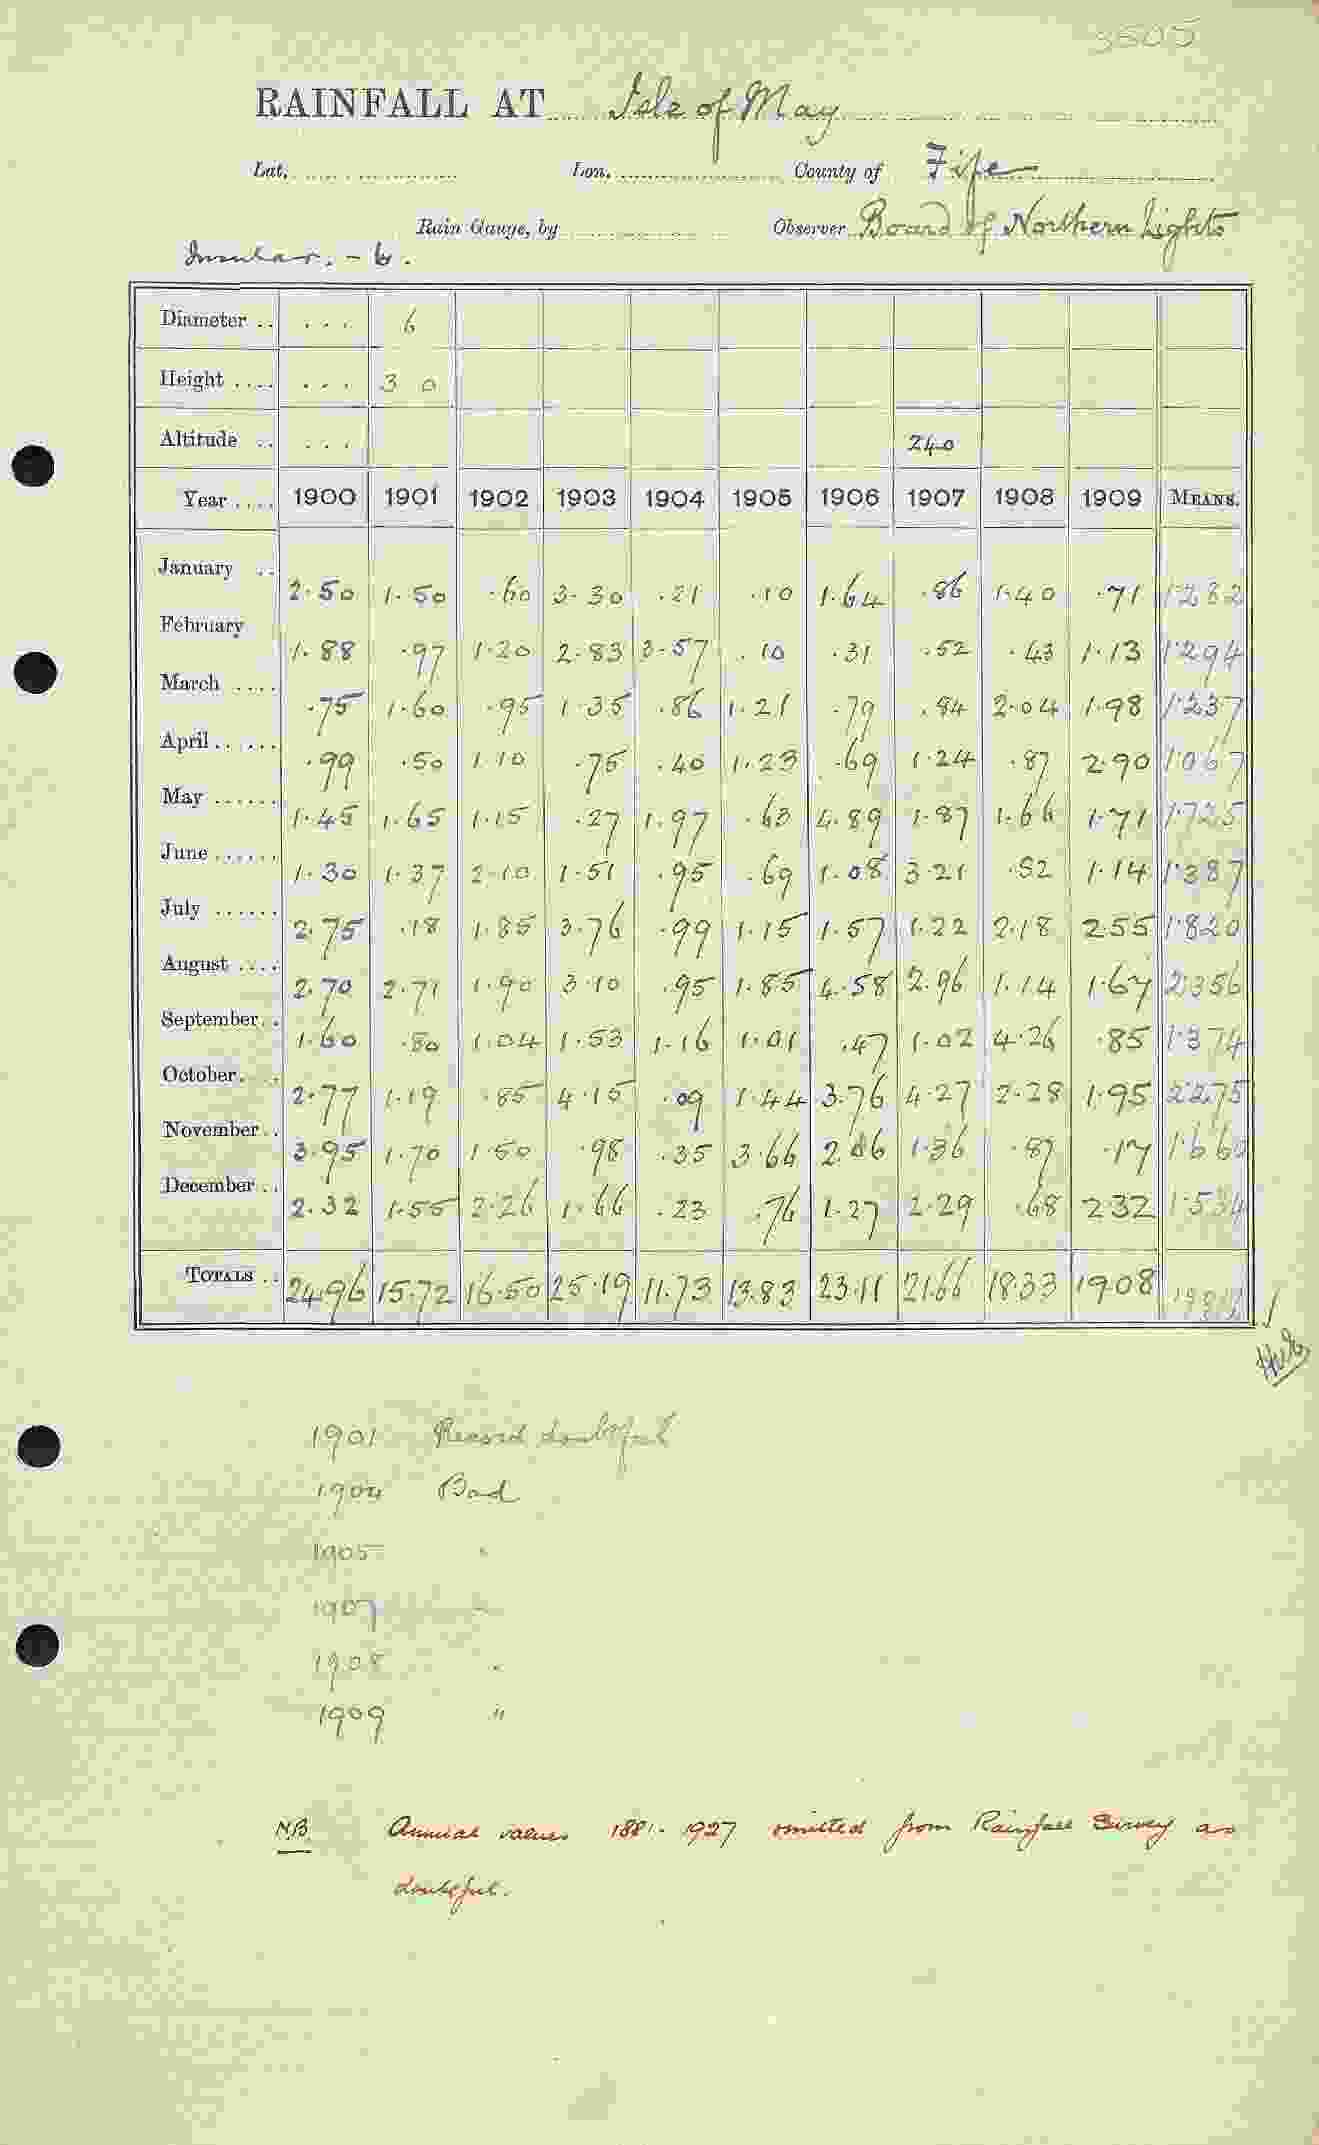 3605
RAINFALL AT Isle of May
Lat. Lon. County of Fife
Rain Gauge, by Observer Board of Northern Lights
Insular. - 6.
Diameter .. ... 6
Height .... ... 3 0
Altitude .. ... 240
Year .... 1900 1901 1902 1903 1904 1905 1906 1907 1908 1909 MEANS.
January .. 2.50 1.50 .60 3.30 .21 .10 1.64 .86 1.40 .71 1.282
February 1.88 .97 1.20 2.83 3.57 .10 .31 .52 .43 1.13 1.294
March .... .75 1.60 .95 1.35 .86 1.21 .79 .84 2.04 1.98 1.237
April...... .99 .50 1.10 .75 .40 1.23 .69 1.24 .87 2.90 1.067
May ...... 1.45 1.65 1.15 .27 1.97 .63 4.89 1.87 1.66 1.71 1.725
June ...... 1.30 1.37 2.10 1.51 .95 .69 1.08 3.21 .52 1.14 1.387
July ...... 2.75 .18 1.85 3.76 .99 1.15 1.57 1.22 2.18 2.55 1.820
August .... 2.70 2.71 1.90 3.10 .95 1.85 4.58 2.96 1.14 1.67 2.356
September.. 1.60 .80 1.04 1.53 1.16 1.01 .47 1.02 4.26 .85 1.374
October.... 2.77 1.19 .85 4.15 .09 1.44 3.76 4.27 2.28 1.95 2.275
November.. 3.95 1.70 1.50 .98 .35 3.66 2.06 1.36 .87 .17 1.660
December.. 2.32 1.55 2.26 1.66 .23 .76 1.27 2.29 .68 2.32 1.534
TOTALS .. 24.96 15.72 16.50 25.19 11.73 13.83 23.11 21.66 18.33 19.08
1901 Record doubtful
1904 Bad
1905 "
1907 "
1908 "
1909 "
N.B. Annual values 1881-1927 omitted from Rainfall Survey as
doubtful.